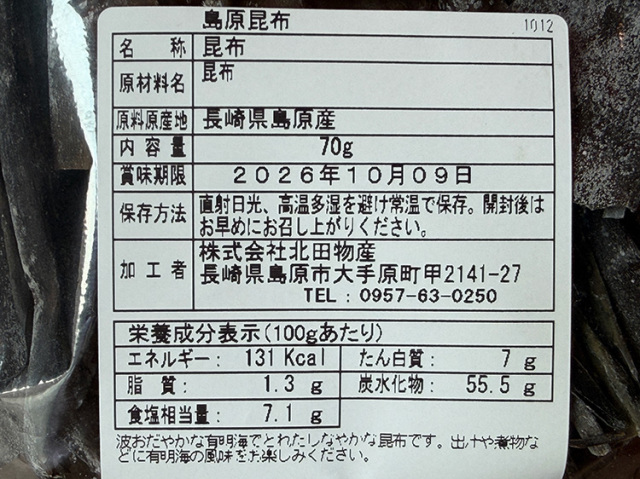 島原昆布 1012
名称 昆布
原材料名 昆布
原料原産地 長崎県島原産
内容量 70g
賞味期限 2026年10月09日
保存方法 直射日光、高温多湿を避け常温で保存。開封後は
お早めにお召し上がりください。
加工者 株式会社北田物産
長崎県島原市大手原町甲2141-27
TEL：0957-63-0250
栄養成分表示(100gあたり)
エネルギー： 131 Kcal たん白質： 7 g
脂質： 1.3 g 炭水化物： 55.5 g
食塩相当量： 7.1 g
波おだやかな有明海でとれたしなやかな昆布です。出汁や煮物な
どに有明海の風味をお楽しみください。